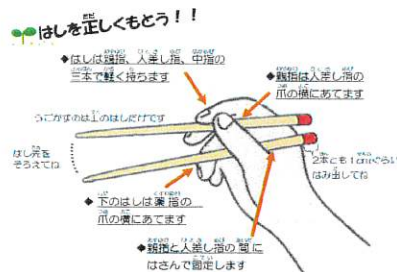 はしを正しくもとう！！
◆はしは親指、人差し指、中指の
三本で軽く持ちます
◆親指は人差し指の
爪の横にあてます
うごかすのは上のはしだけです
はし先を
そろえてね
2本とも1cmぐらい
はみ出してね
◆下のはしは薬指の
爪の横にあてます
◆親指と人差し指の間に
はさんで固定します